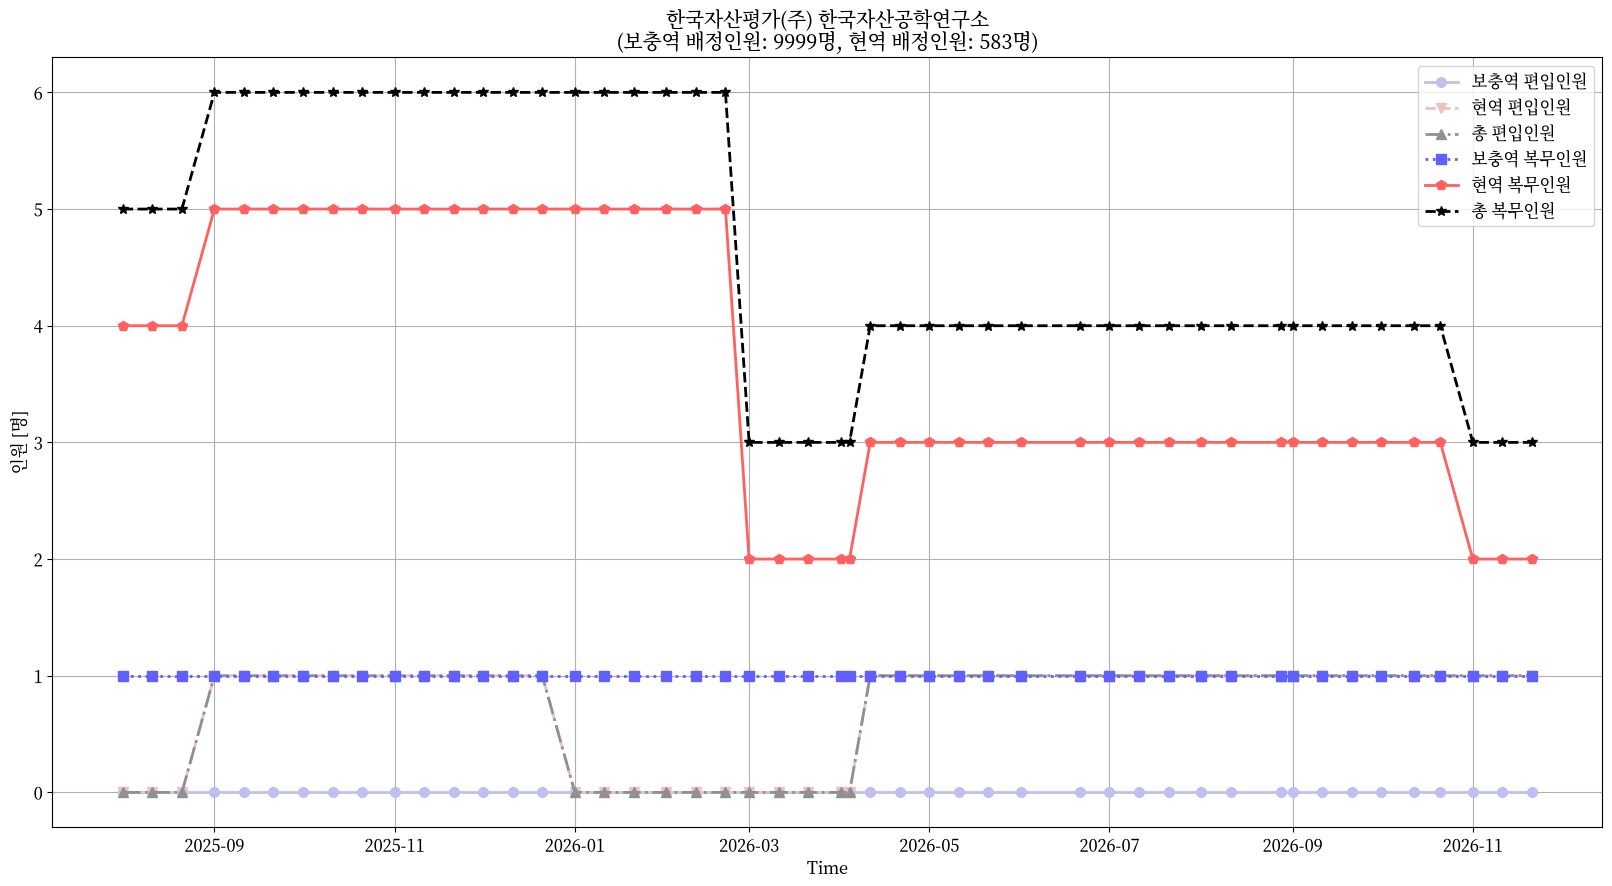 한국자산평가(주) 한국자산공학연구소
(보충역 배정인원: 9999명, 현역 배정인원: 583명)
보충역 편입인원
현역 편입인원
총 편입인원
보충역 복무인원
현역 복무인원
총 복무인원
인원 [명]
6
5
4
3
2
1
0
2025-09
2025-11
2026-01
2026-03
2026-05
2026-07
2026-09
2026-11
Time